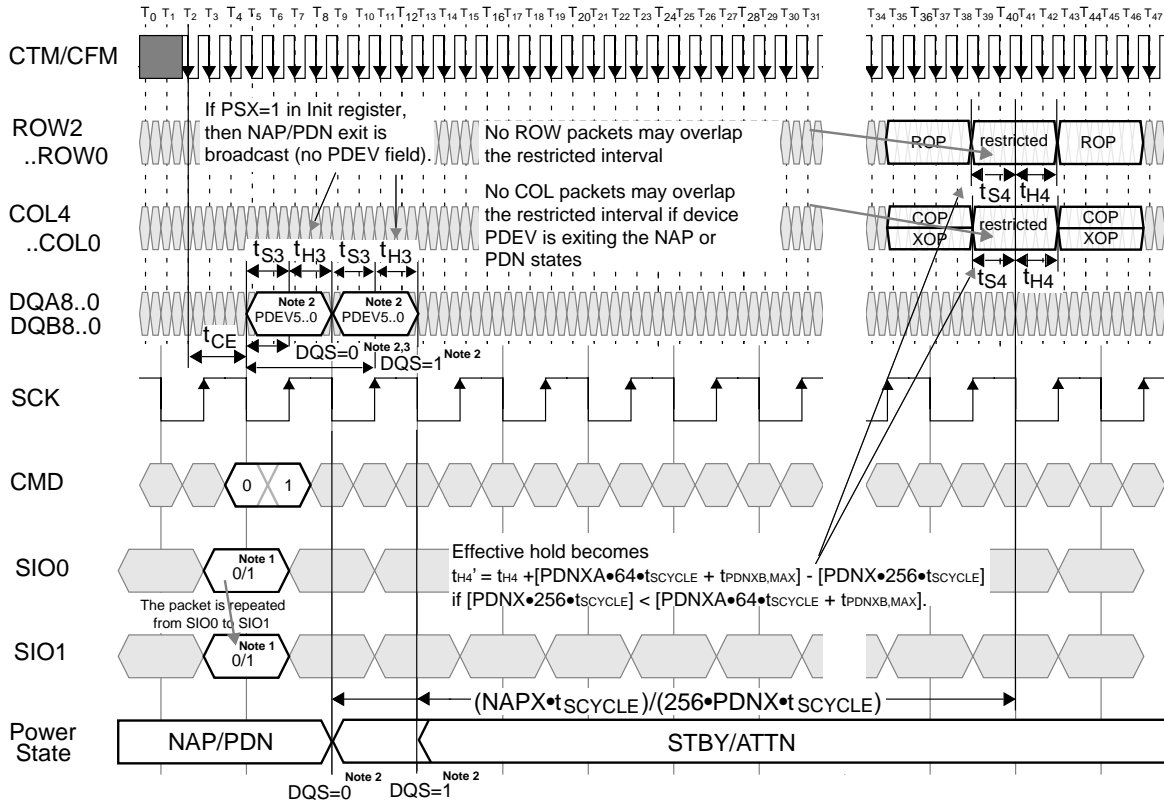 T0 T1 T2 T3 T4 T5 T6 T7 T8 T9 T10 T11 T12 T13 T14 T15 T16 T17 T18 T19 T20 T21 T22 T23 T24 T25 T26 T27 T28 T29 T30 T31 T34 T35 T36 T37 T38 T39 T40 T41 T42 T43 T44 T45 T46 T47
CTM/CFM
If PSX=1 in Init register,
then NAP/PDN exit is
broadcast (no PDEV field).
No ROW packets may overlap
the restricted interval
ROW2
..ROW0
ROP restricted ROP
tS4 tH4
No COL packets may overlap
the restricted interval if device
PDEV is exiting the NAP or
PDN states
COL4
..COL0
COP restricted COP
XOP XOP
tS4 tH4
tS3 tH3 tS3 tH3
DQA8..0
DQB8..0
Note 2 Note 2
PDEV5..0 PDEV5..0
tCE
DQS=0 Note 2,3 DQS=1 Note 2
SCK
CMD
0 1
SIO0
Note 1
0/1
Effective hold becomes
tH4' = tH4 +[PDNXA•64•tSCYCLE + tPDNXB,MAX] - [PDNX•256•tSCYCLE]
if [PDNX•256•tSCYCLE] < [PDNXA•64•tSCYCLE + tPDNXB,MAX].
The packet is repeated
from SIO0 to SIO1
SIO1
Note 1
0/1
(NAPX•tSCYCLE)/(256•PDNX•tSCYCLE)
Power
State
NAP/PDN STBY/ATTN
DQS=0 Note 2 DQS=1 Note 2